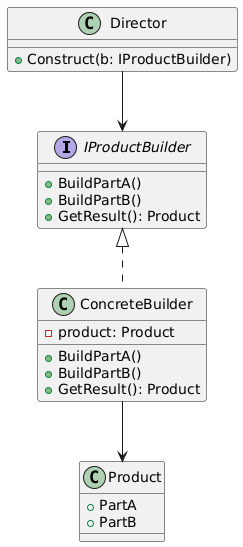 C Director
Construct(b: IProductBuilder)
I IProductBuilder
BuildPartA()
BuildPartB()
GetResult(): Product
C ConcreteBuilder
product: Product
BuildPartA()
BuildPartB()
GetResult(): Product
C Product
PartA
PartB